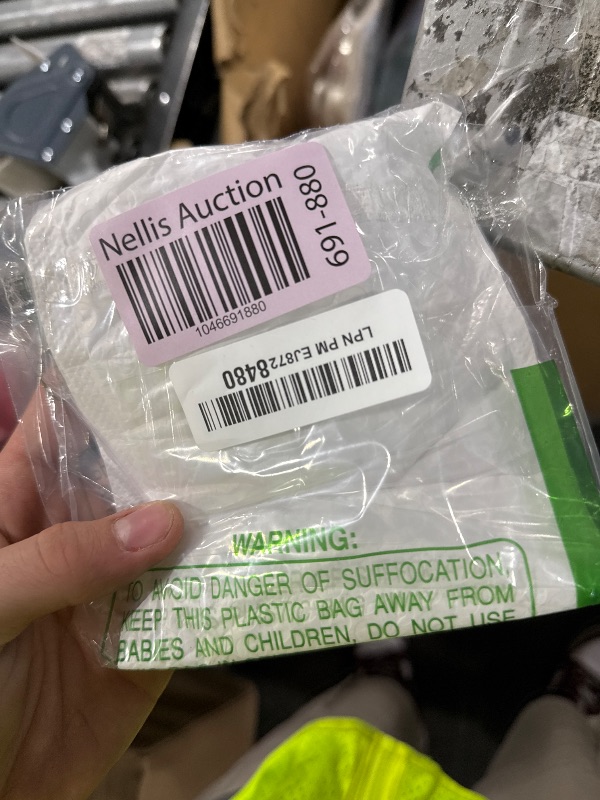 Nellis Auction
691-880
1046691880
LPN PM EJ8728480
WARNING:
TO AVOID DANGER OF SUFFOCATION,
KEEP THIS PLASTIC BAG AWAY FROM
BABIES AND CHILDREN. DO NOT USE